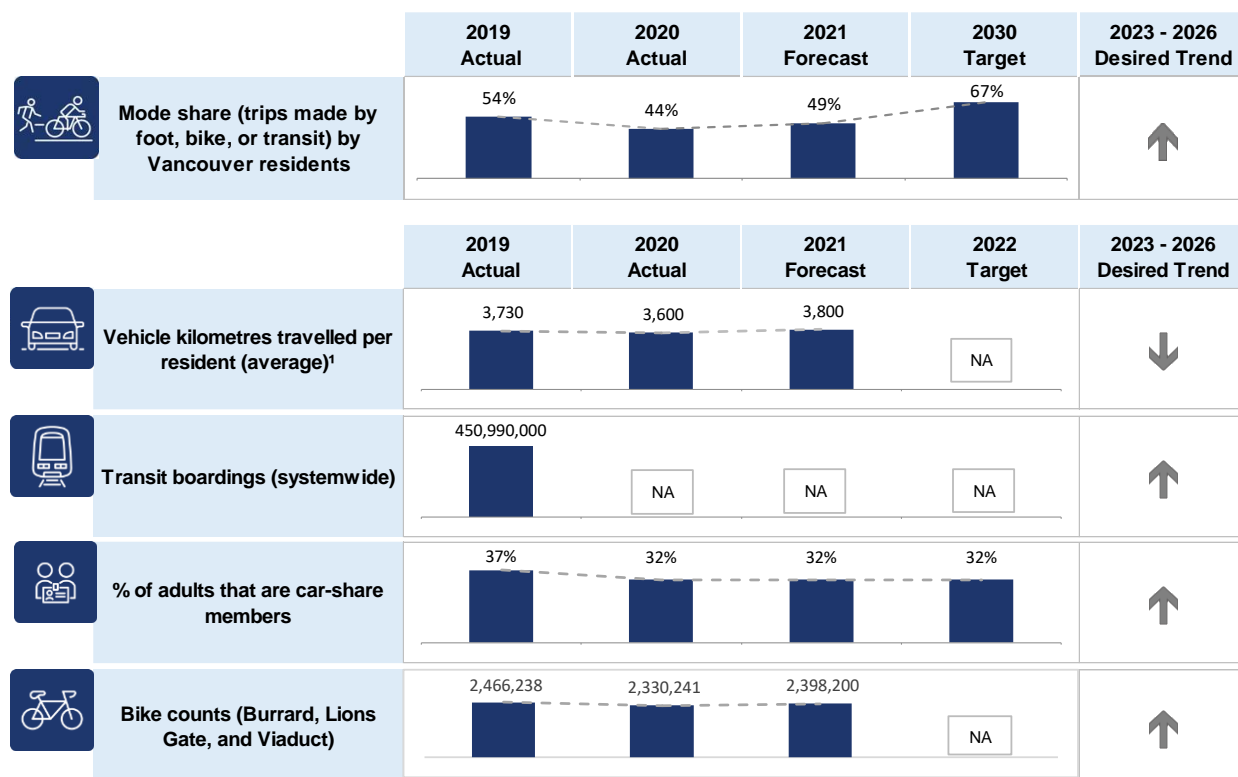 2019 Actual
2020 Actual
2021 Forecast
2030 Target
2023 - 2026 Desired Trend
Mode share (trips made by
foot, bike, or transit) by
Vancouver residents
54%
44%
49%
67%
2019 Actual
2020 Actual
2021 Forecast
2022 Target
2023 - 2026 Desired Trend
Vehicle kilometres travelled per
resident (average)¹
3,730
3,600
3,800
NA
Transit boardings (systemwide)
450,990,000
NA
NA
NA
% of adults that are car-share
members
37%
32%
32%
32%
Bike counts (Burrard, Lions
Gate, and Viaduct)
2,466,238
2,330,241
2,398,200
NA